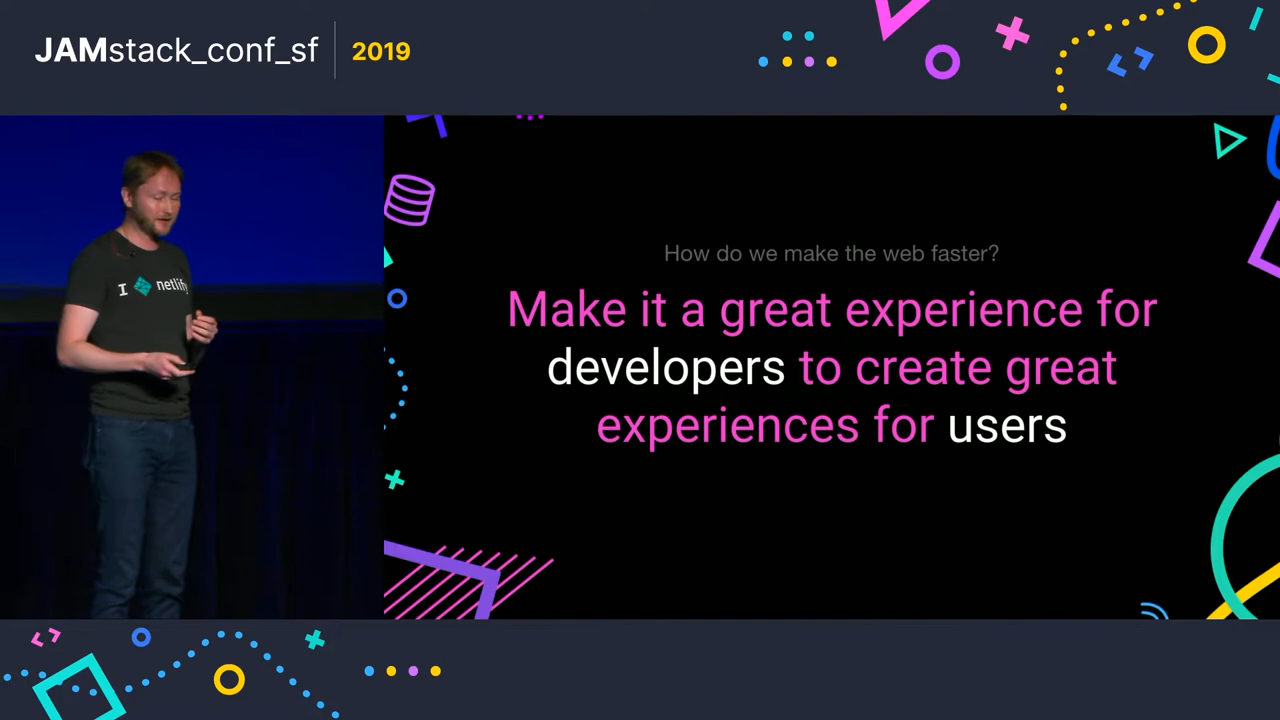 JAMstack_conf_sf 2019
I netlify
How do we make the web faster?
Make it a great experience for
developers to create great
experiences for users